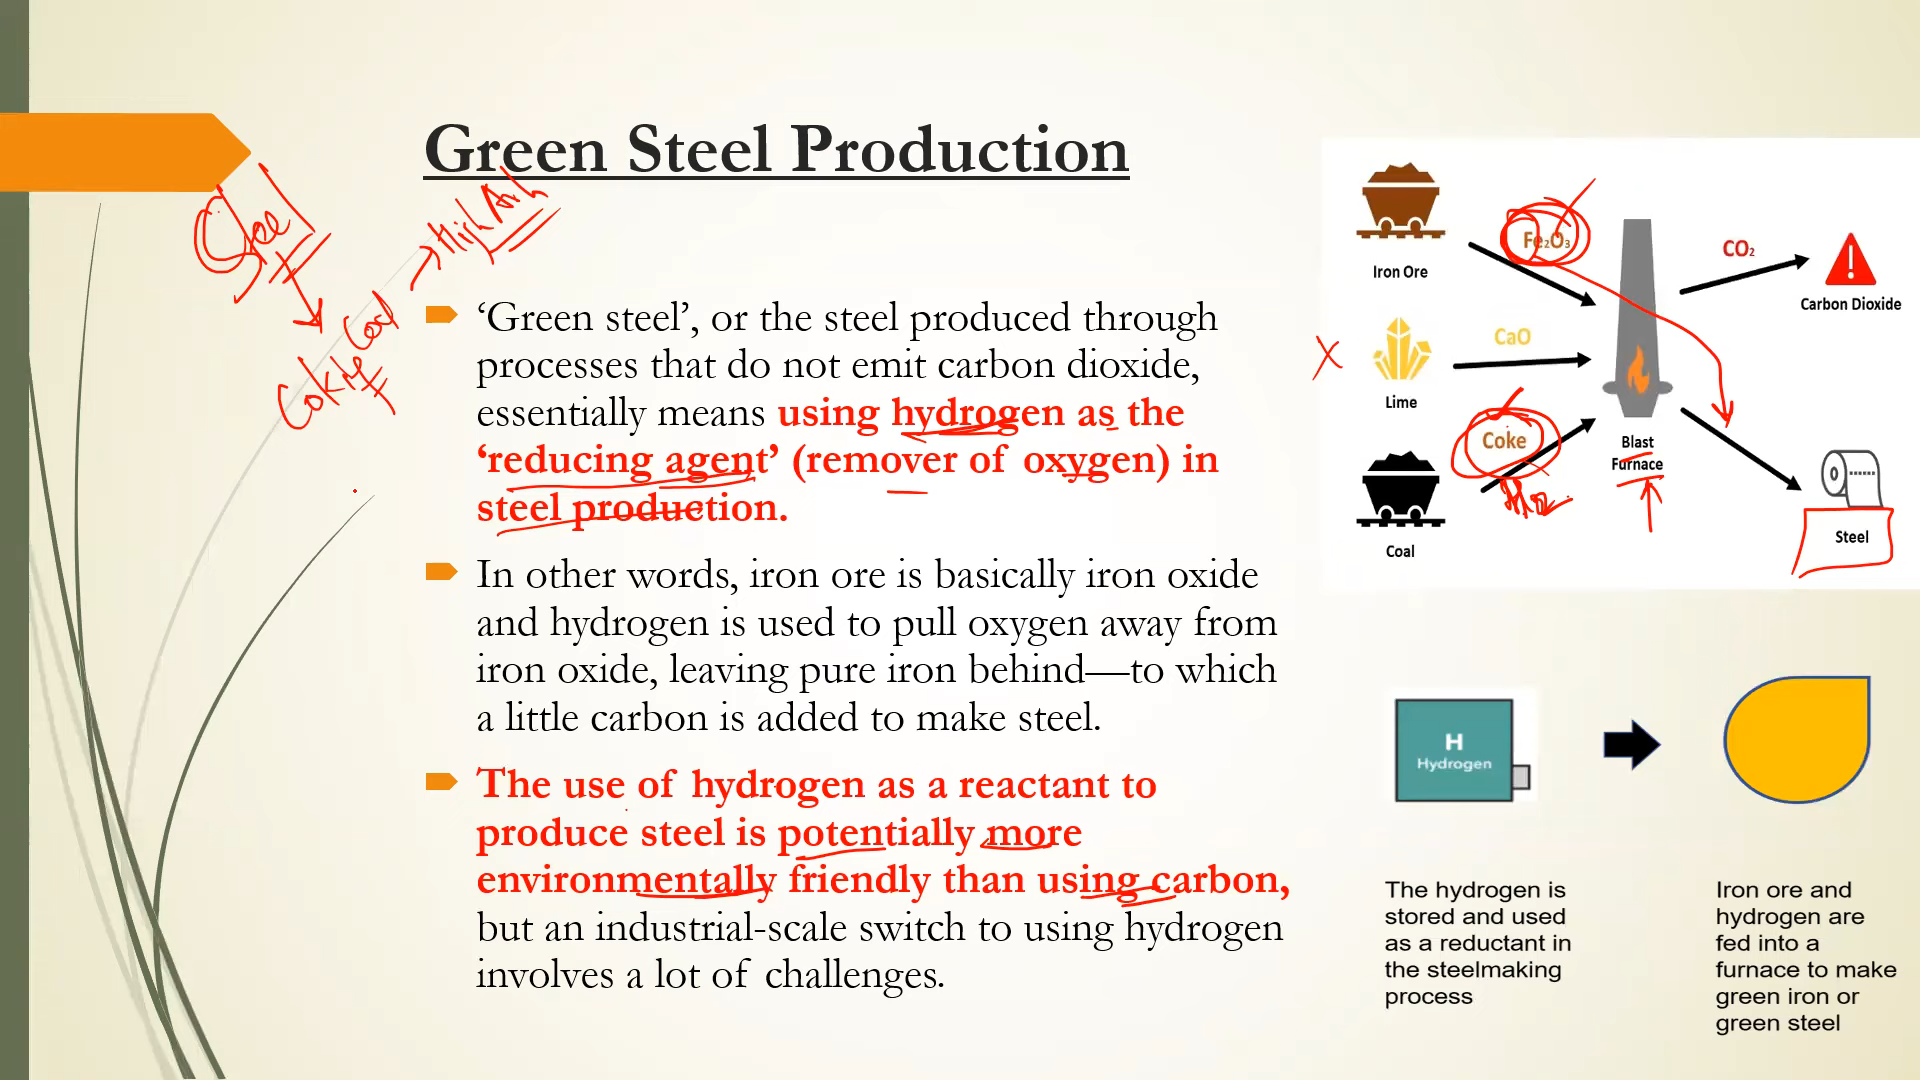 Green Steel Production
Steel
High Ash
Coking Coal
‘Green steel’, or the steel produced through
processes that do not emit carbon dioxide,
essentially means using hydrogen as the
‘reducing agent’ (remover of oxygen) in
steel production.
In other words, iron ore is basically iron oxide
and hydrogen is used to pull oxygen away from
iron oxide, leaving pure iron behind—to which
a little carbon is added to make steel.
The use of hydrogen as a reactant to
produce steel is potentially more
environmentally friendly than using carbon,
but an industrial-scale switch to using hydrogen
involves a lot of challenges.
Fe₂O₃
Iron Ore
CO₂
Carbon Dioxide
CaO
Lime
Coke
H₂
Coal
Blast
Furnace
Steel
H
Hydrogen
The hydrogen is
stored and used
as a reductant in
the steelmaking
process
Iron ore and
hydrogen are
fed into a
furnace to make
green iron or
green steel